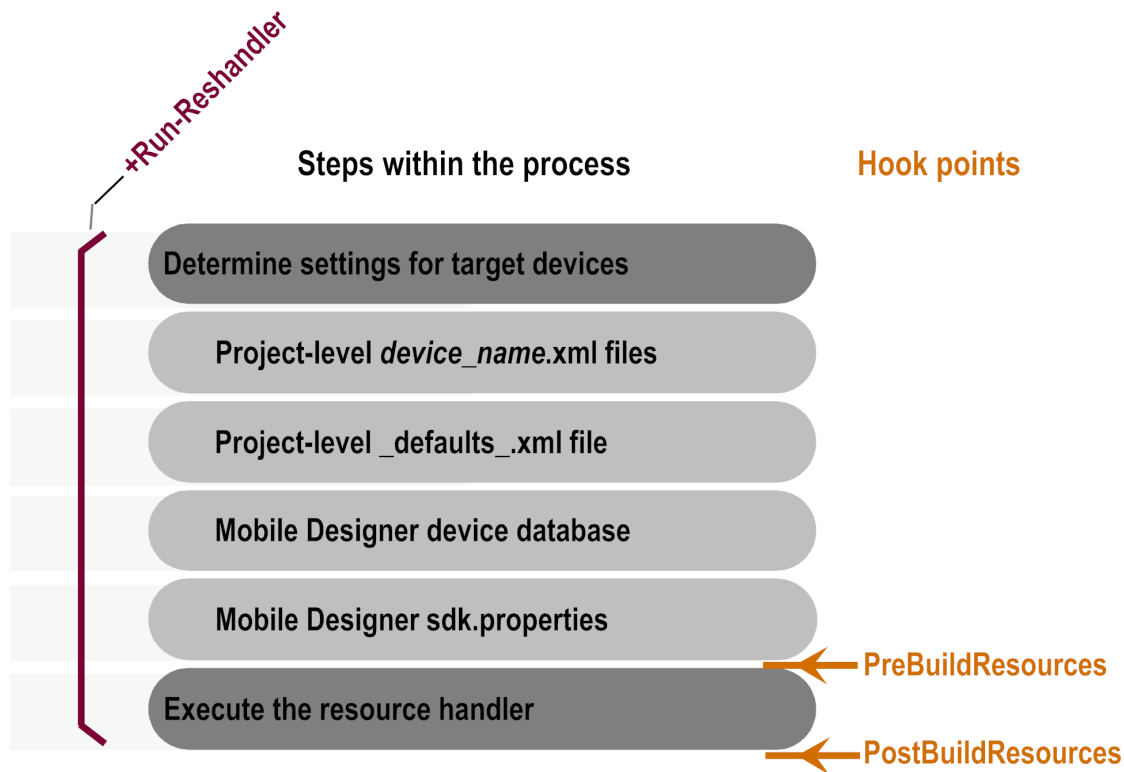 +Run-Reshandler
Steps within the process
Hook points
Determine settings for target devices
Project-level device_name.xml files
Project-level _defaults_.xml file
Mobile Designer device database
Mobile Designer sdk.properties
PreBuildResources
Execute the resource handler
PostBuildResources